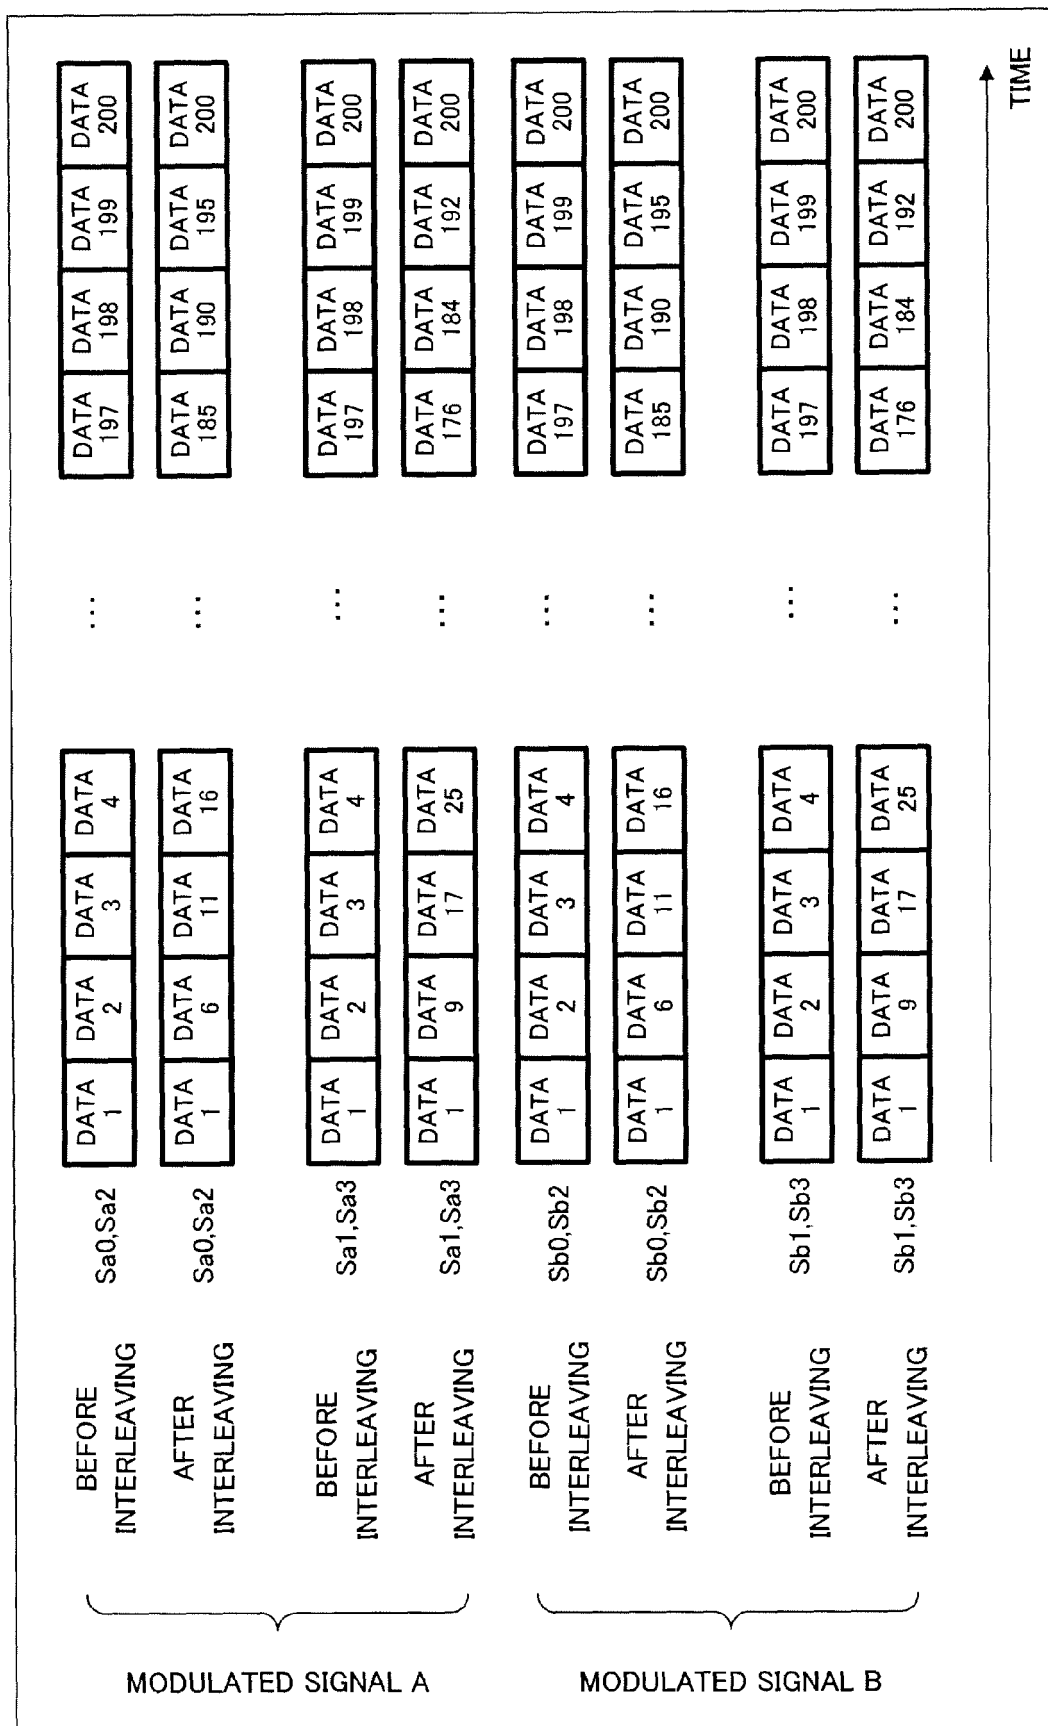 MODULATED SIGNAL A
BEFORE
INTERLEAVING
Sa0,Sa2
DATA 1 DATA 2 DATA 3 DATA 4 ... DATA 197 DATA 198 DATA 199 DATA 200
AFTER
INTERLEAVING
Sa0,Sa2
DATA 1 DATA 6 DATA 11 DATA 16 ... DATA 185 DATA 190 DATA 195 DATA 200
BEFORE
INTERLEAVING
Sa1,Sa3
DATA 1 DATA 2 DATA 3 DATA 4 ... DATA 197 DATA 198 DATA 199 DATA 200
AFTER
INTERLEAVING
Sa1,Sa3
DATA 1 DATA 9 DATA 17 DATA 25 ... DATA 176 DATA 184 DATA 192 DATA 200
MODULATED SIGNAL B
BEFORE
INTERLEAVING
Sb0,Sb2
DATA 1 DATA 2 DATA 3 DATA 4 ... DATA 197 DATA 198 DATA 199 DATA 200
AFTER
INTERLEAVING
Sb0,Sb2
DATA 1 DATA 6 DATA 11 DATA 16 ... DATA 185 DATA 190 DATA 195 DATA 200
BEFORE
INTERLEAVING
Sb1,Sb3
DATA 1 DATA 2 DATA 3 DATA 4 ... DATA 197 DATA 198 DATA 199 DATA 200
AFTER
INTERLEAVING
Sb1,Sb3
DATA 1 DATA 9 DATA 17 DATA 25 ... DATA 176 DATA 184 DATA 192 DATA 200
TIME